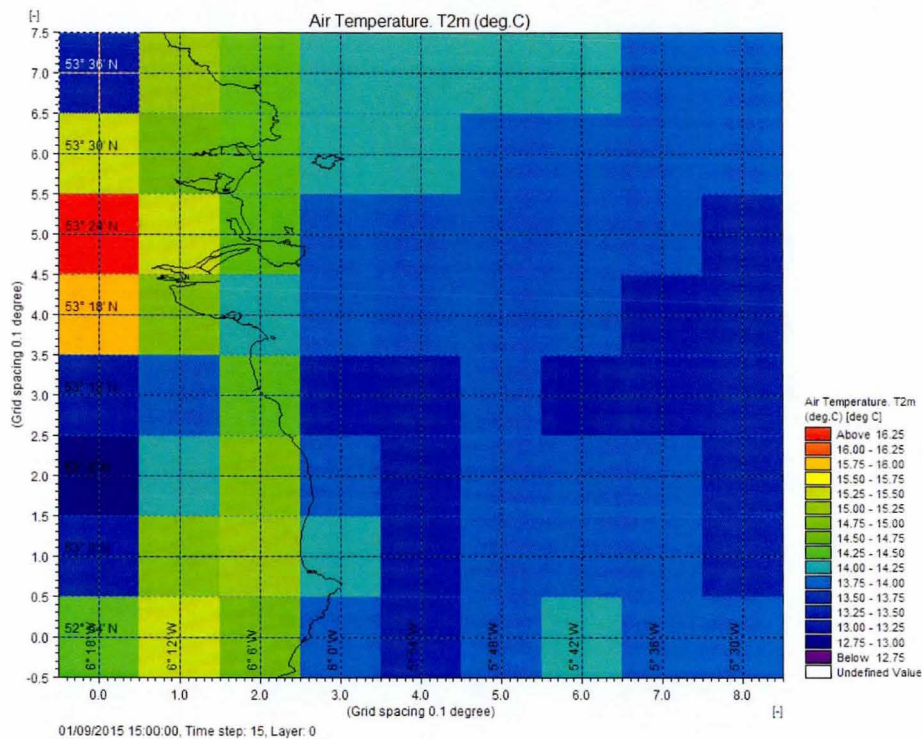 [-]
Air Temperature. T2m (deg.C)
7.5
7.0
6.5
6.0
5.5
5.0
4.5
4.0
3.5
3.0
2.5
2.0
1.5
1.0
0.5
0.0
-0.5
(Grid spacing 0.1 degree)
53° 36' N
53° 30' N
53° 24' N
53° 18' N
52° 54' N
6° 18' W
6° 12' W
6° 6' W
6° 0' W
5° 48' W
5° 42' W
5° 36' W
0.0 1.0 2.0 3.0 4.0 5.0 6.0 7.0 8.0
(Grid spacing 0.1 degree)
[-]
Air Temperature. T2m
(deg.C) [deg C]
Above 16.25
16.00 - 16.25
15.75 - 16.00
15.50 - 15.75
15.25 - 15.50
15.00 - 15.25
14.75 - 15.00
14.50 - 14.75
14.25 - 14.50
14.00 - 14.25
13.75 - 14.00
13.50 - 13.75
13.25 - 13.50
13.00 - 13.25
12.75 - 13.00
Below 12.75
Undefined Value
01/09/2015 15:00:00, Time step: 15, Layer: 0